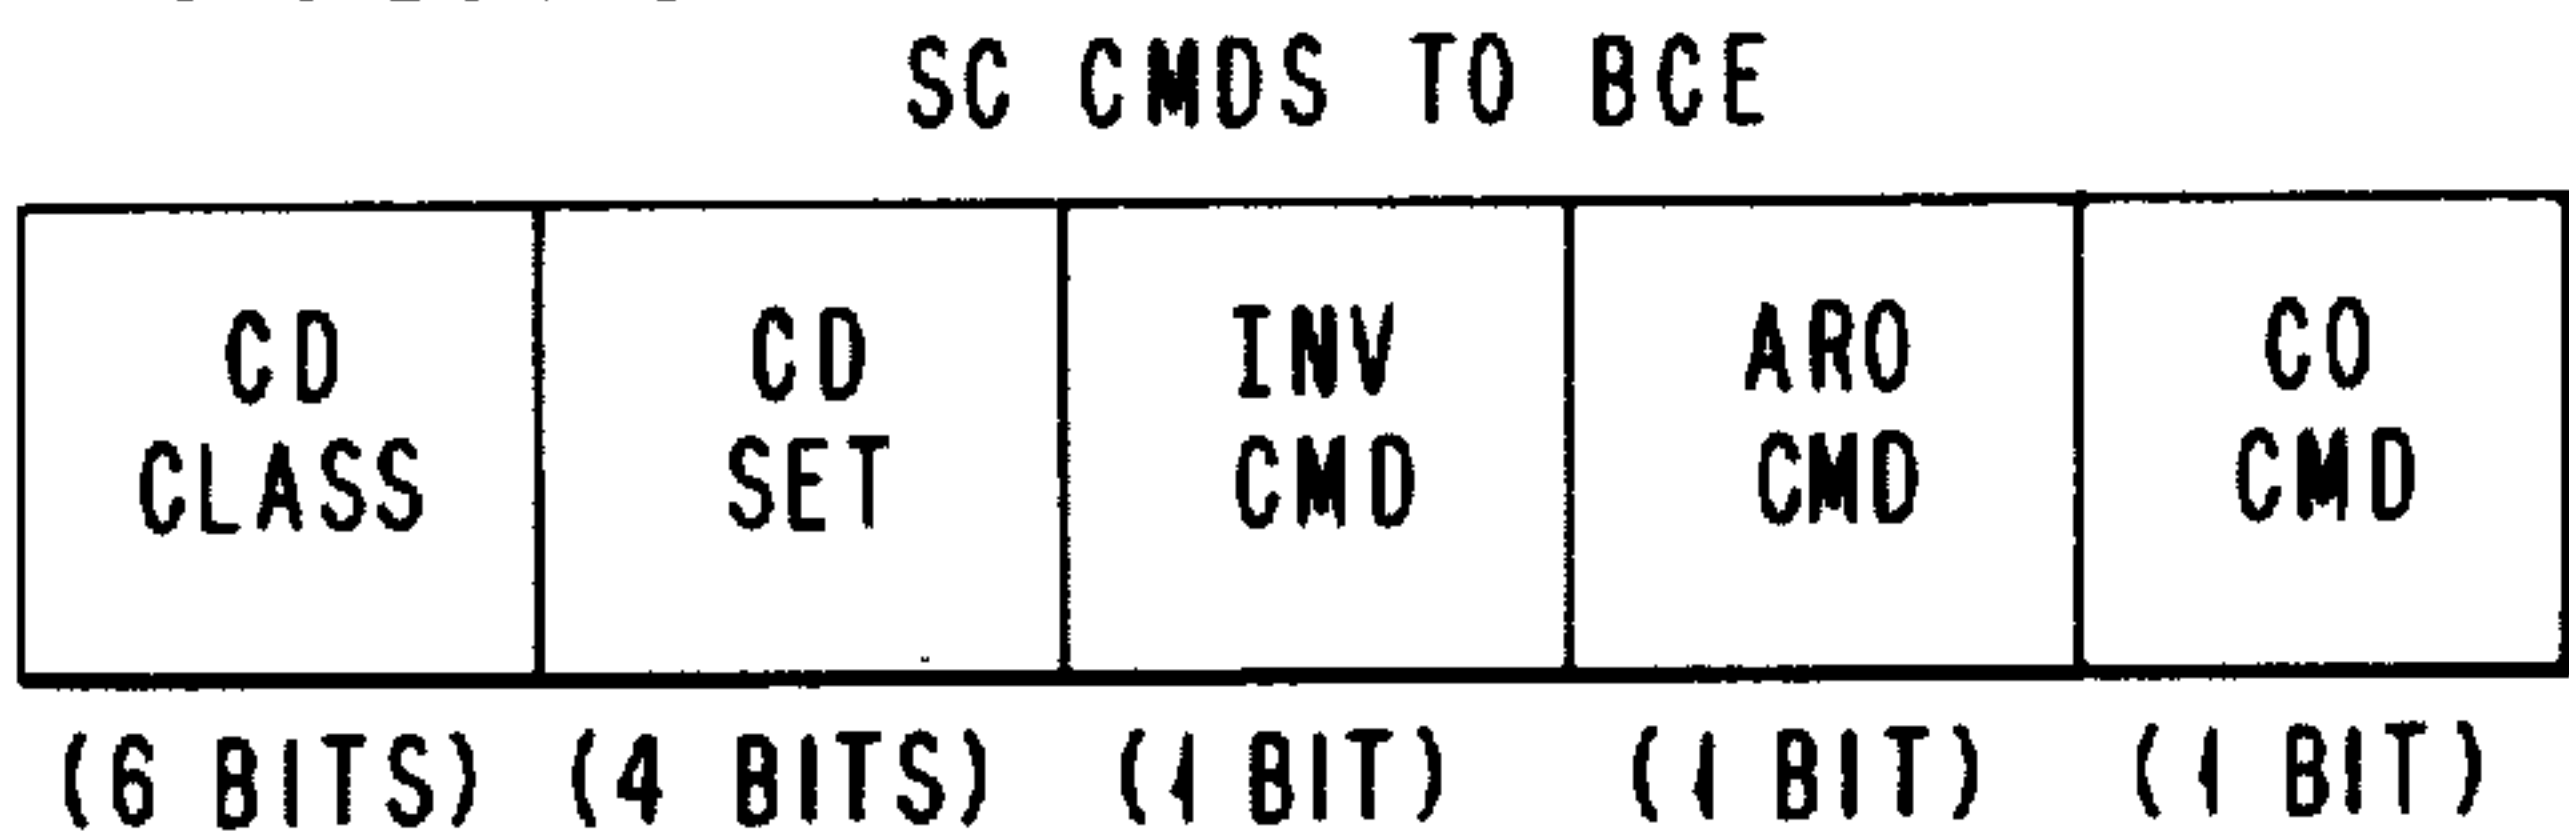 SC CMDS TO BCE
CD CLASS
CD SET
INV CMD
ARO CMD
CO CMD
(6 BITS) (4 BITS) (1 BIT) (1 BIT) (1 BIT)